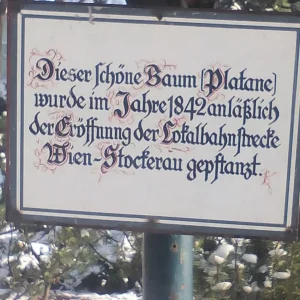 Dieser schöne Baum (Platane)
wurde im Jahre 1842 anläßlich
der Eröffnung der Lokalbahnstrecke
Wien-Stockerau gepflanzt.